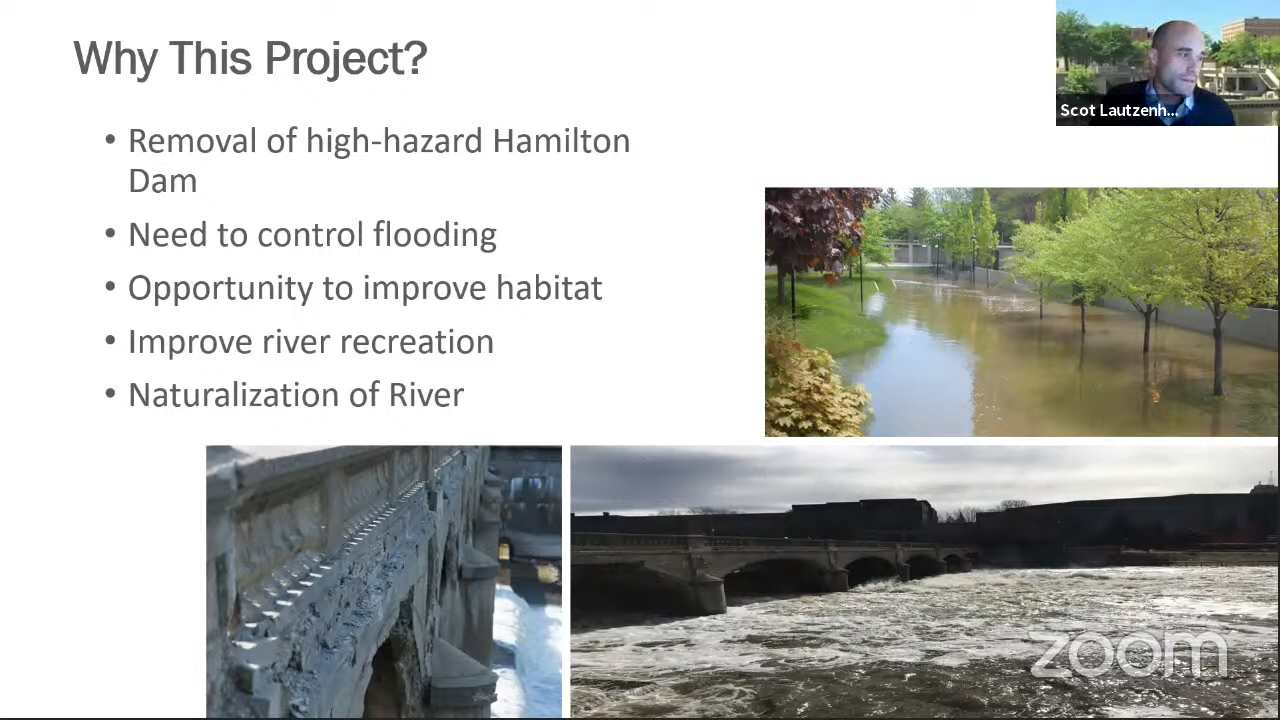 Why This Project?
Scot Lautzenh...
• Removal of high-hazard Hamilton
Dam
• Need to control flooding
• Opportunity to improve habitat
• Improve river recreation
• Naturalization of River
zoom